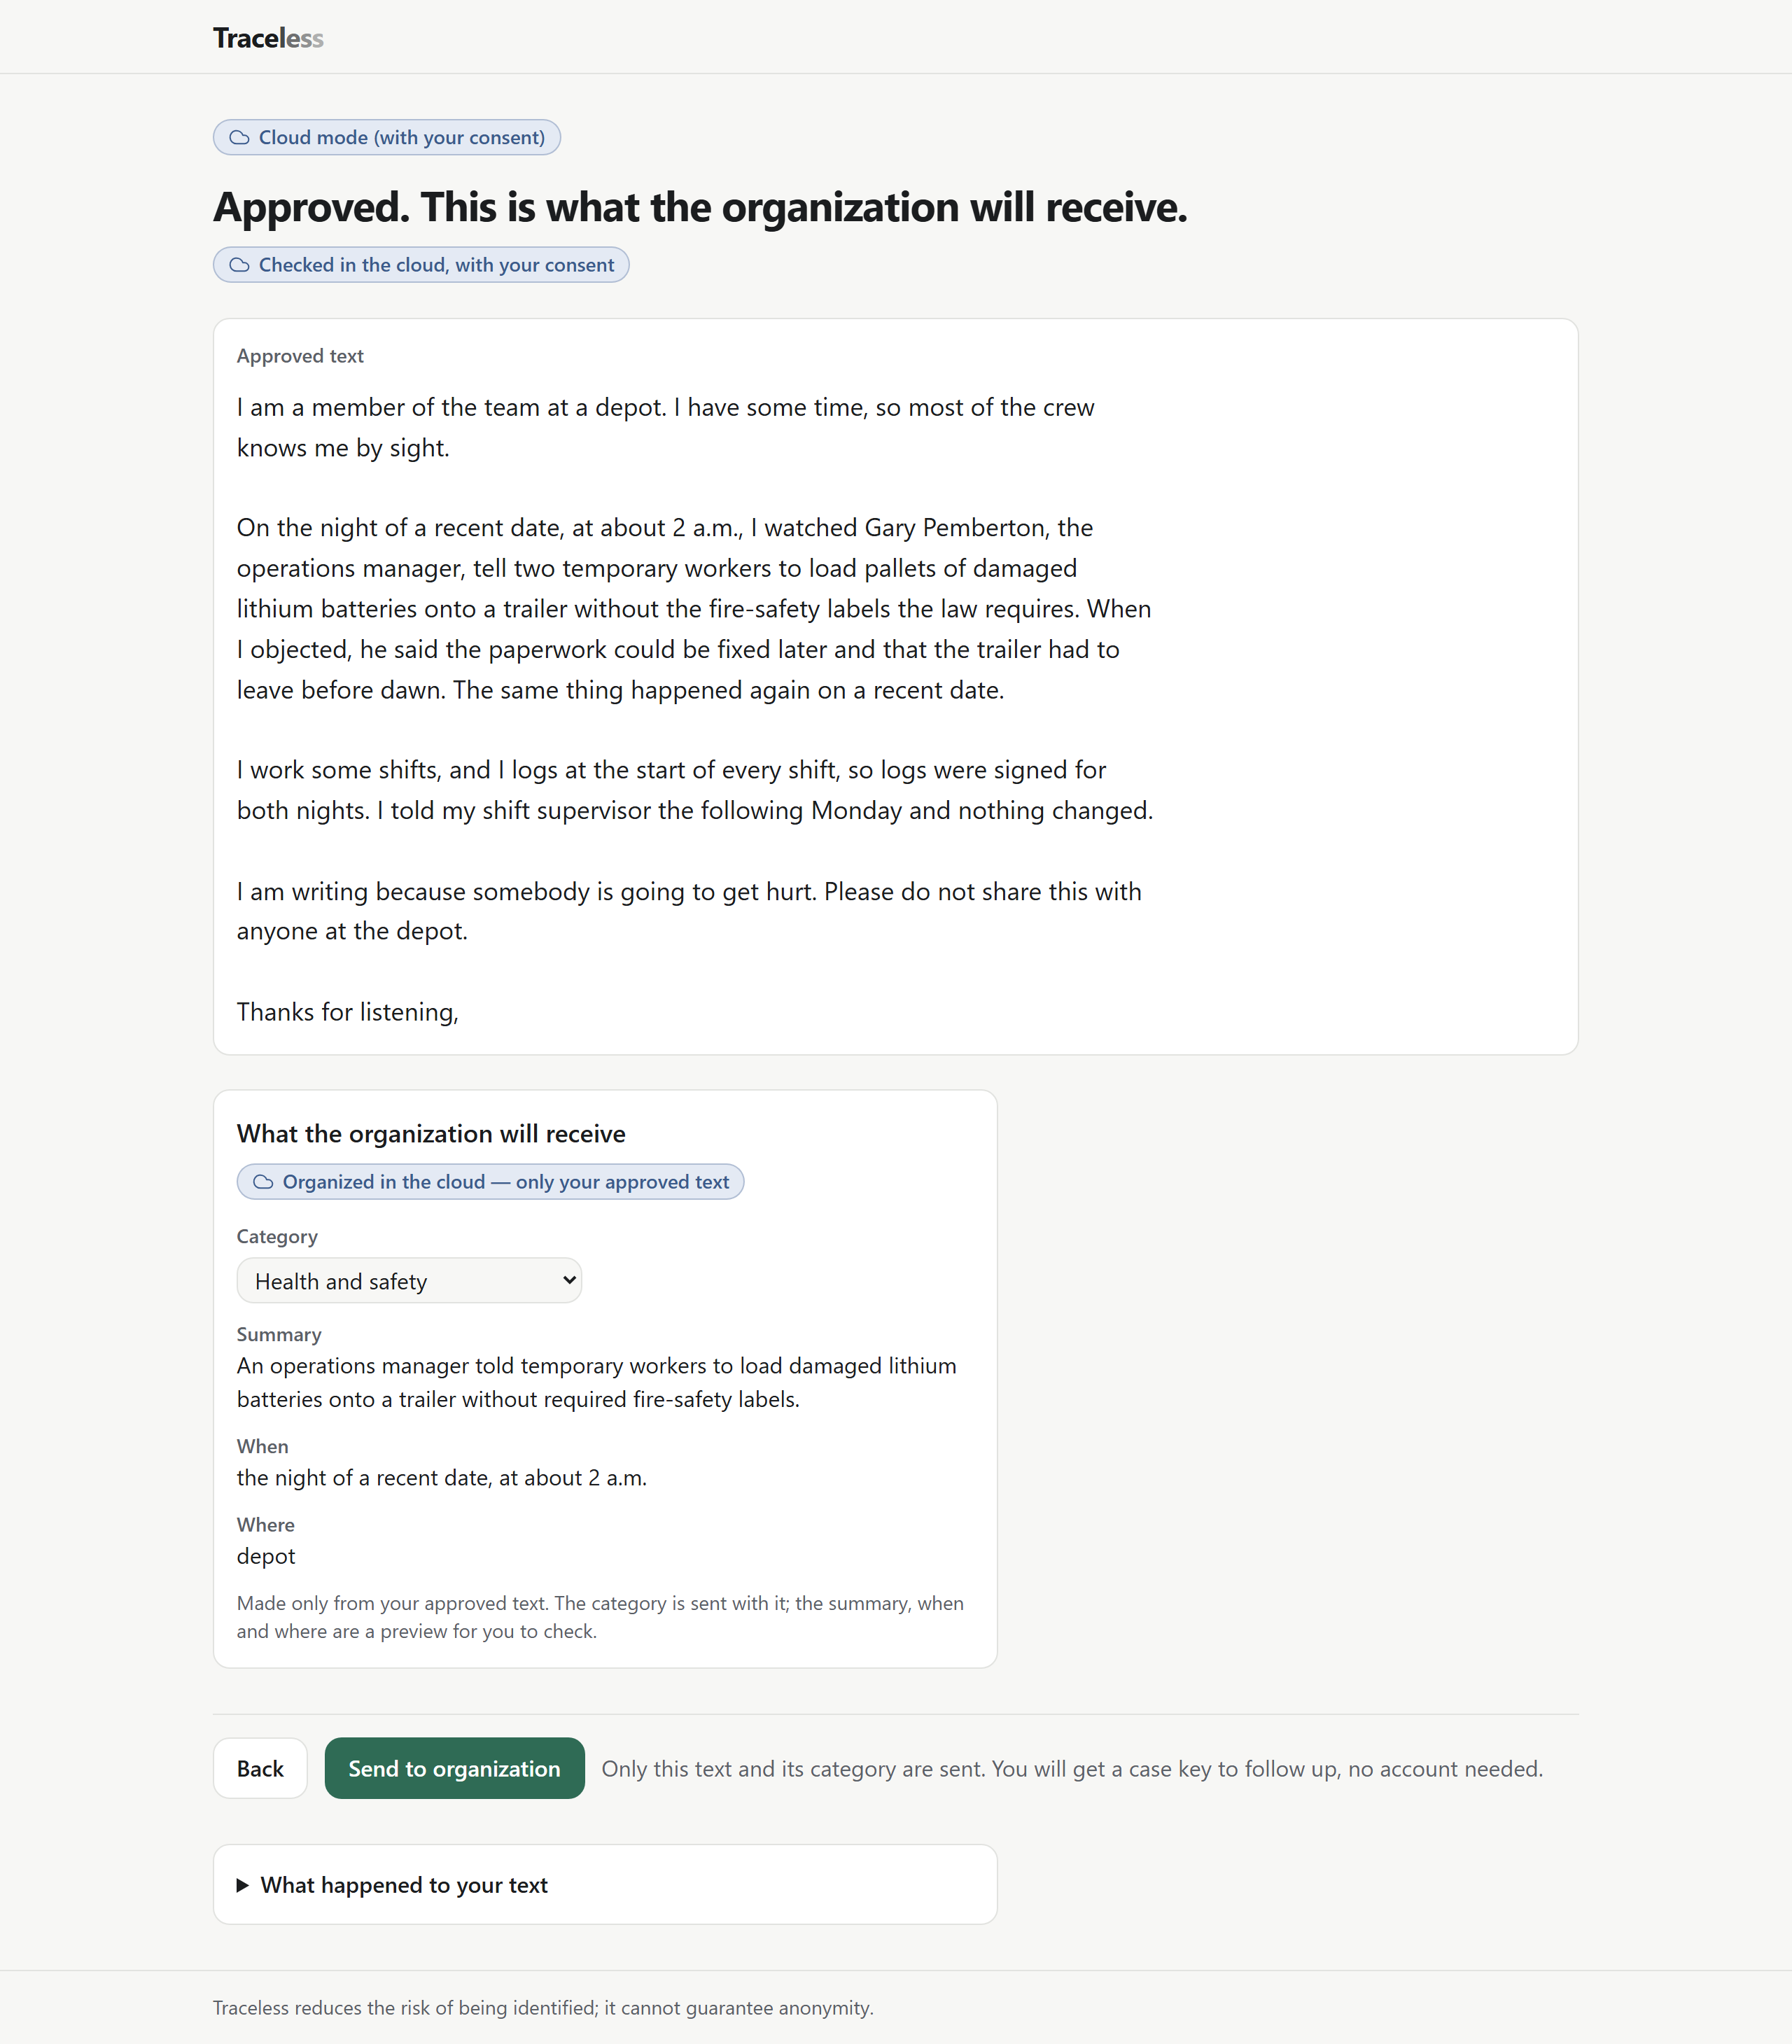 Traceless
Cloud mode (with your consent)
Approved. This is what the organization will receive.
Checked in the cloud, with your consent
Approved text
I am a member of the team at a depot. I have some time, so most of the crew
knows me by sight.
On the night of a recent date, at about 2 a.m., I watched Gary Pemberton, the
operations manager, tell two temporary workers to load pallets of damaged
lithium batteries onto a trailer without the fire-safety labels the law requires. When
I objected, he said the paperwork could be fixed later and that the trailer had to
leave before dawn. The same thing happened again on a recent date.
I work some shifts, and I logs at the start of every shift, so logs were signed for
both nights. I told my shift supervisor the following Monday and nothing changed.
I am writing because somebody is going to get hurt. Please do not share this with
anyone at the depot.
Thanks for listening,
What the organization will receive
Organized in the cloud — only your approved text
Category
Health and safety
Summary
An operations manager told temporary workers to load damaged lithium
batteries onto a trailer without required fire-safety labels.
When
the night of a recent date, at about 2 a.m.
Where
depot
Made only from your approved text. The category is sent with it; the summary, when
and where are a preview for you to check.
Back
Send to organization
Only this text and its category are sent. You will get a case key to follow up, no account needed.
What happened to your text
Traceless reduces the risk of being identified; it cannot guarantee anonymity.